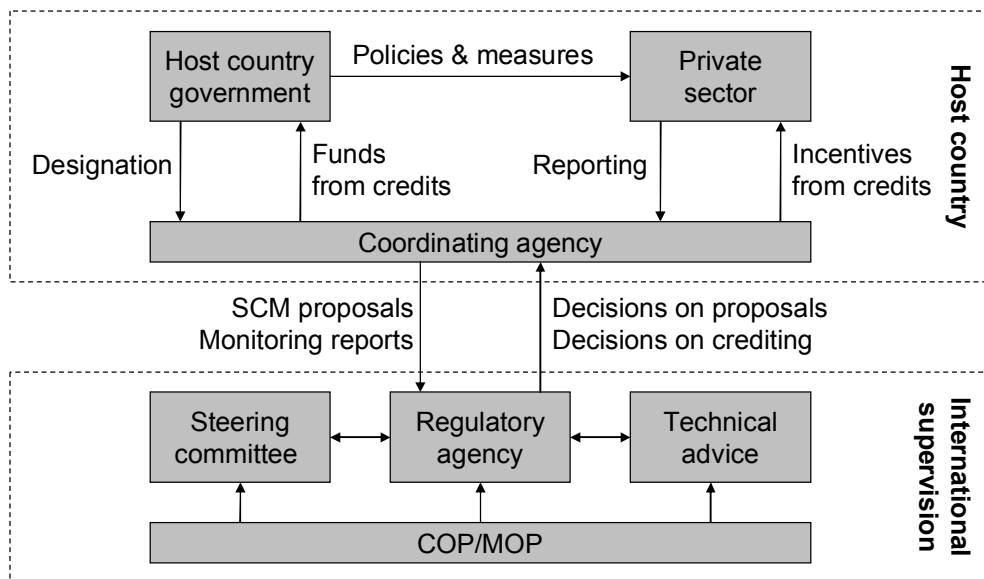 Host country
government
Policies & measures
Private
sector
Designation
Funds
from credits
Reporting
Incentives
from credits
Coordinating agency
Host country
SCM proposals
Monitoring reports
Decisions on proposals
Decisions on crediting
Steering
committee
Regulatory
agency
Technical
advice
COP/MOP
International
supervision